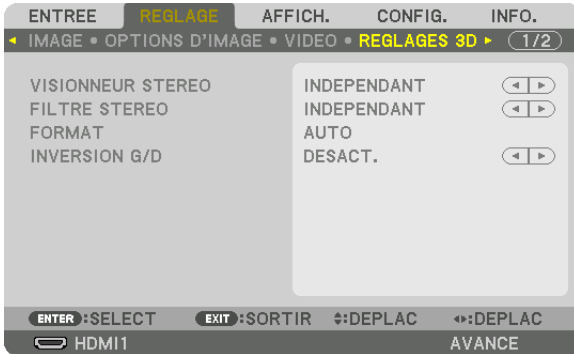 ENTREE REGLAGE AFFICH. CONFIG. INFO.
IMAGE • OPTIONS D'IMAGE • VIDEO • REGLAGES 3D 1/2
VISIONNEUR STEREO INDEPENDANT
FILTRE STEREO INDEPENDANT
FORMAT AUTO
INVERSION G/D DESACT.
ENTER :SELECT EXIT :SORTIR :DEPLAC :DEPLAC
HDMI1 AVANCE